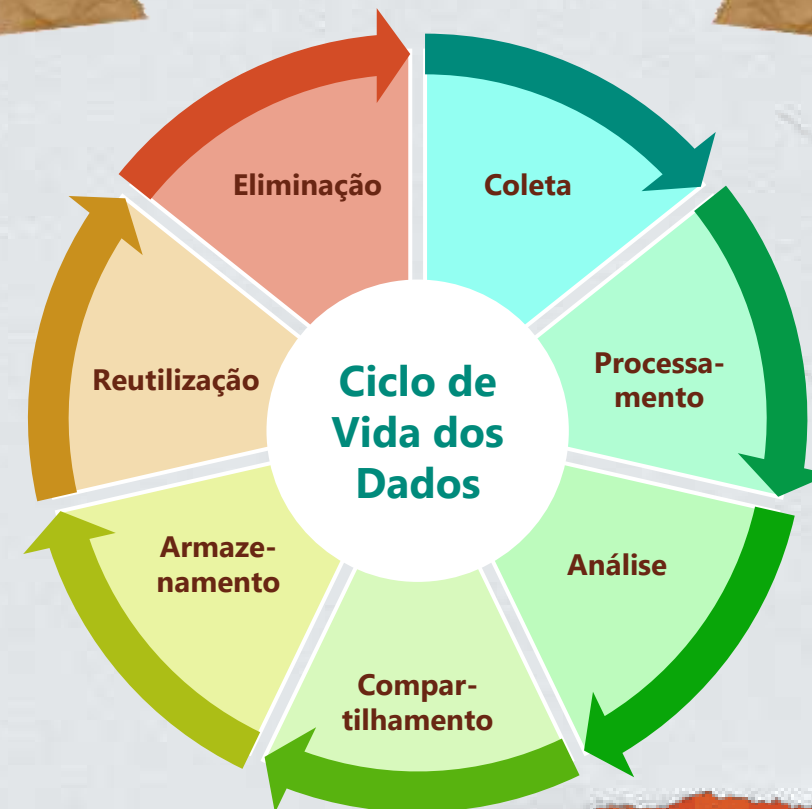 Ciclo de
Vida dos
Dados
Coleta
Processa-
mento
Análise
Compar-
tilhamento
Armaze-
namento
Reutilização
Eliminação